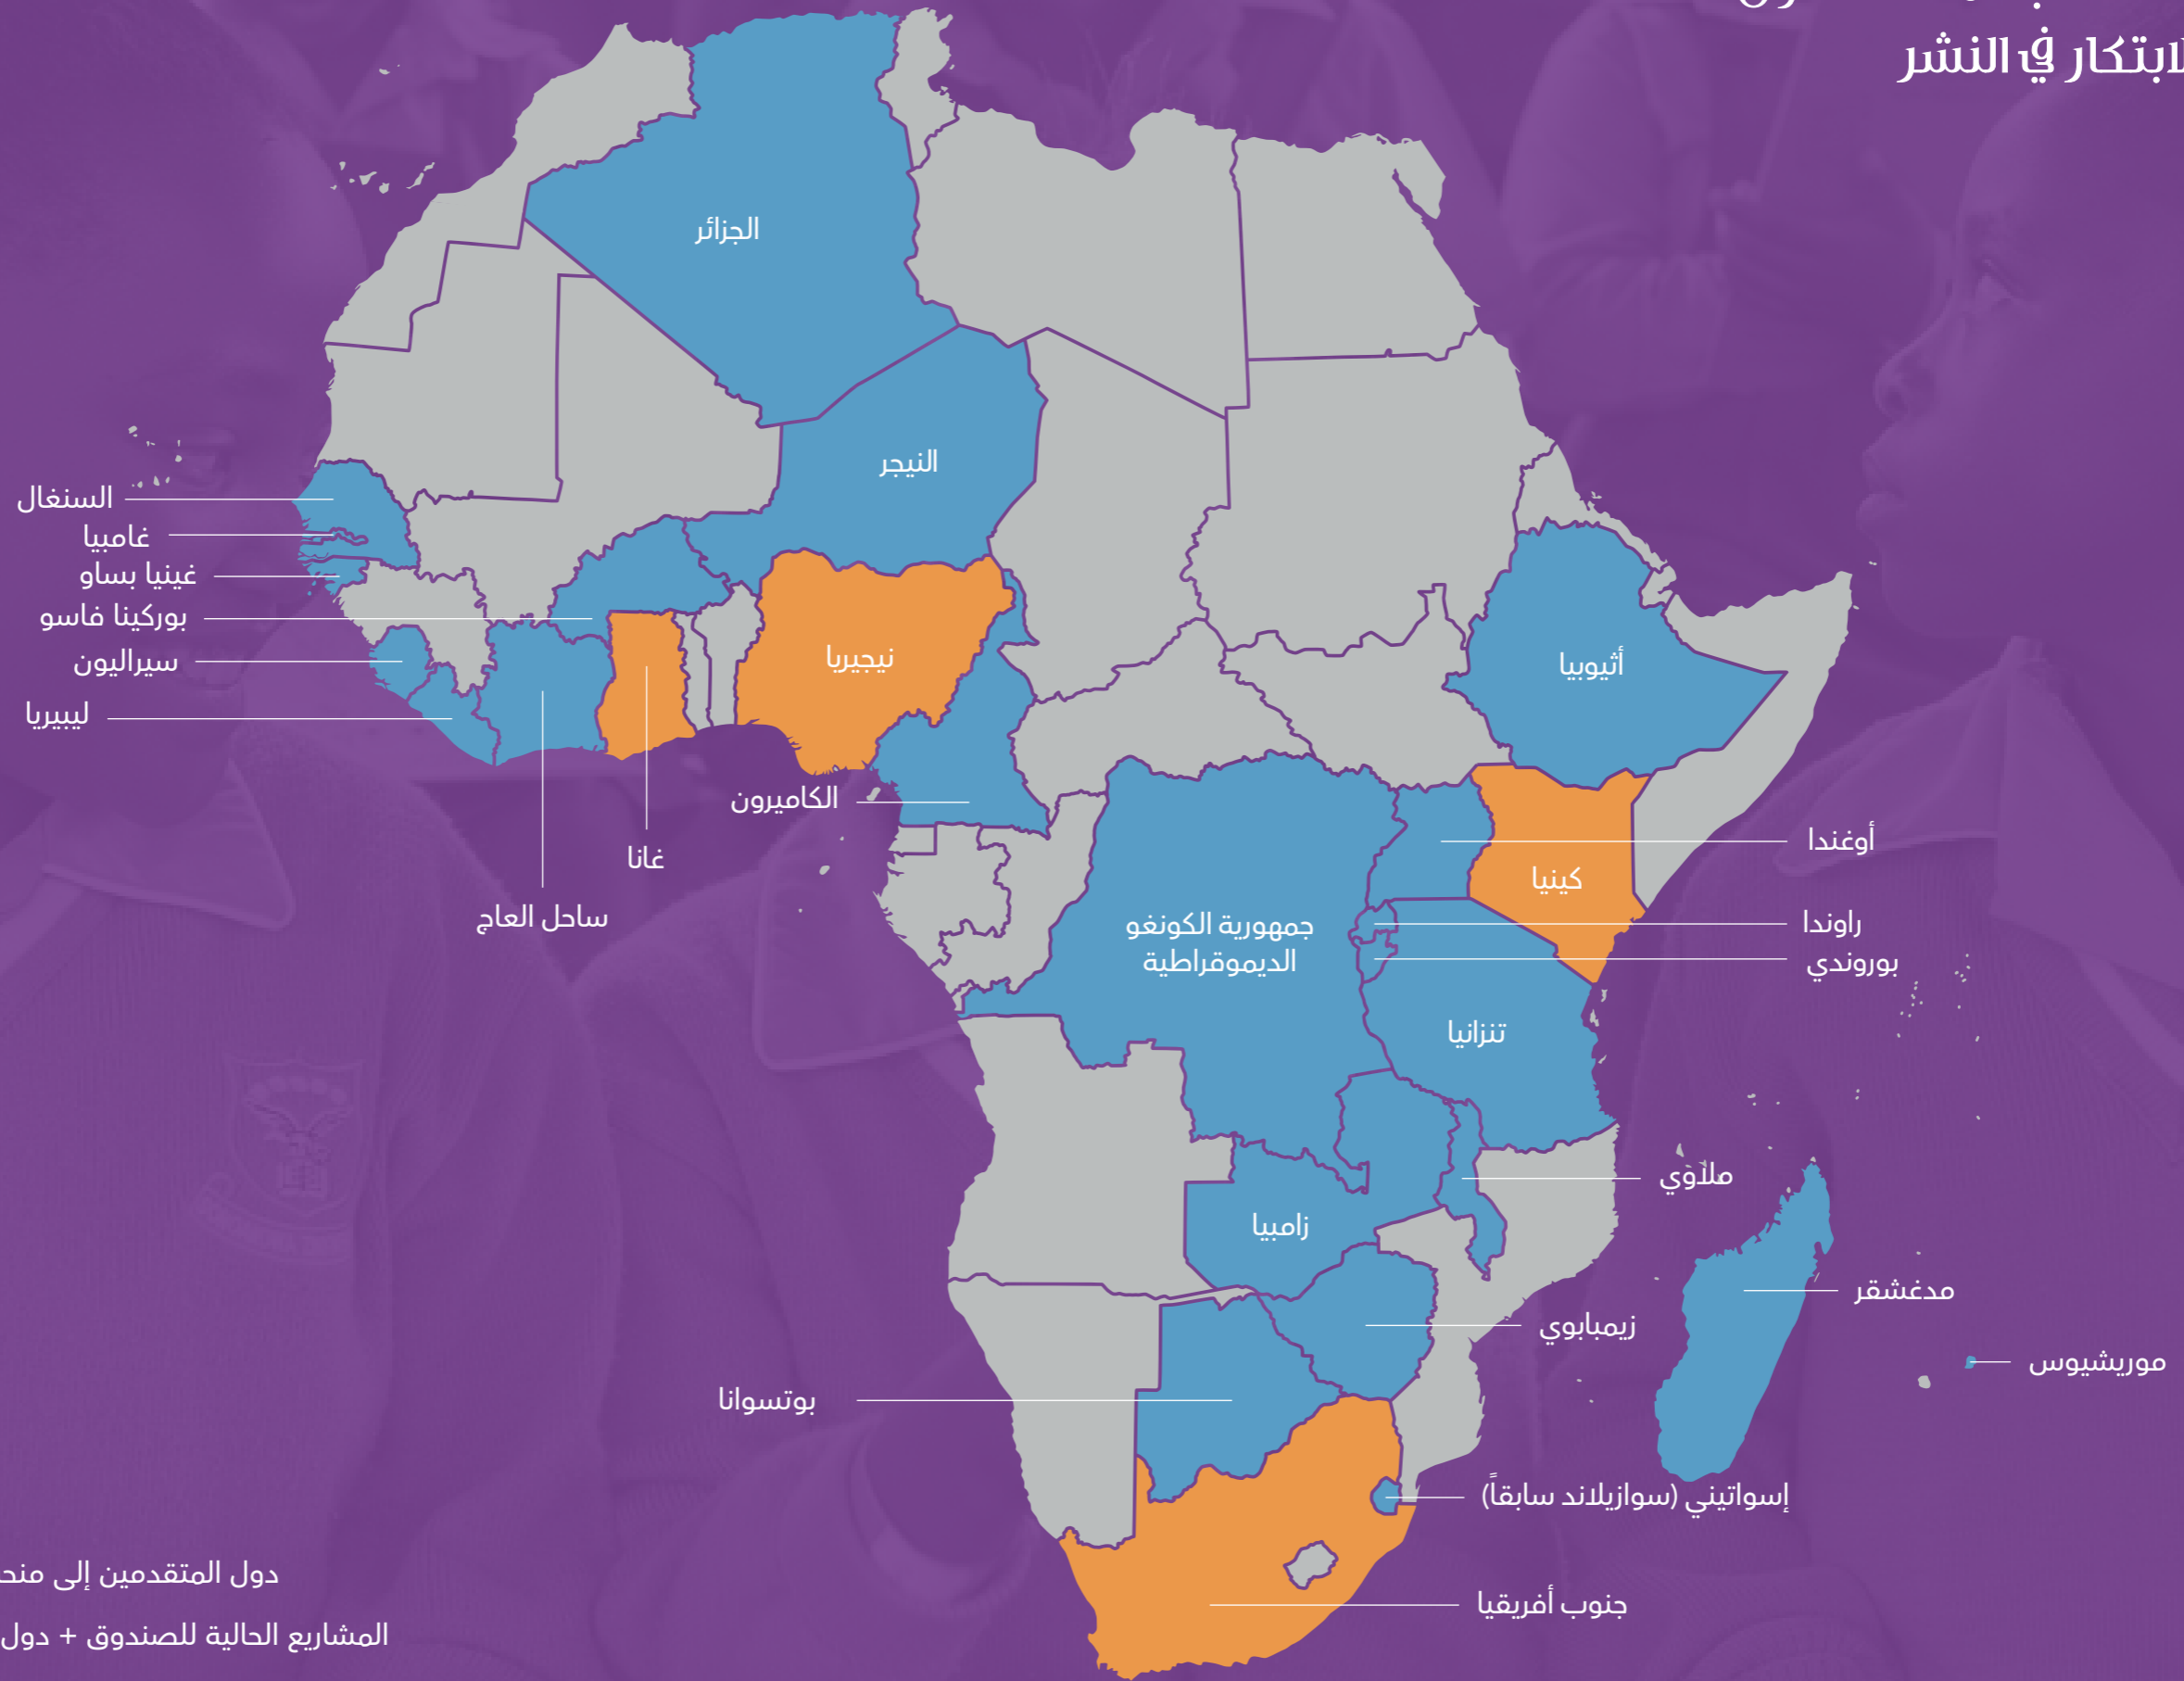 في النشر
الجزائر
النيجر
السنغال
غامبيا
غينيا بساو
بوركينا فاسو
سيراليون
ليبيريا
نيجيريا
أثيوبيا
الكاميرون
غانا
ساحل العاج
أوغندا
كينيا
راوندا
بوروندي
جمهورية الكونغو
الديموقراطية
تنزانيا
ملاوي
زامبيا
مدغشقر
زيمبابوي
موريشيوس
بوتسوانا
إسواتيني (سوازيلاند سابقاً)
جنوب أفريقيا
دول المتقدمين إلى
المشاريع الحالية للصندوق + دول